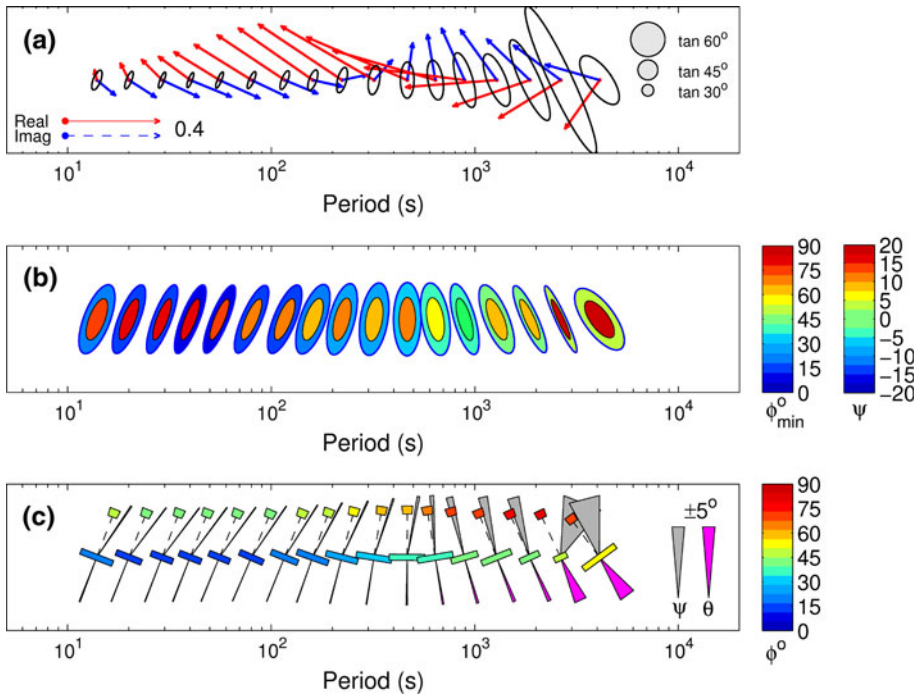 (a)
tan 60°
tan 45°
tan 30°
Real
Imag
0.4
10¹ 10² 10³ 10⁴
Period (s)
(b)
90
75
60
45
30
15
0
ϕ°min
20
15
10
5
0
-5
-10
-15
-20
ψ
10¹ 10² 10³ 10⁴
Period (s)
(c)
±5°
ψ θ
90
75
60
45
30
15
0
ϕ°
10¹ 10² 10³ 10⁴
Period (s)